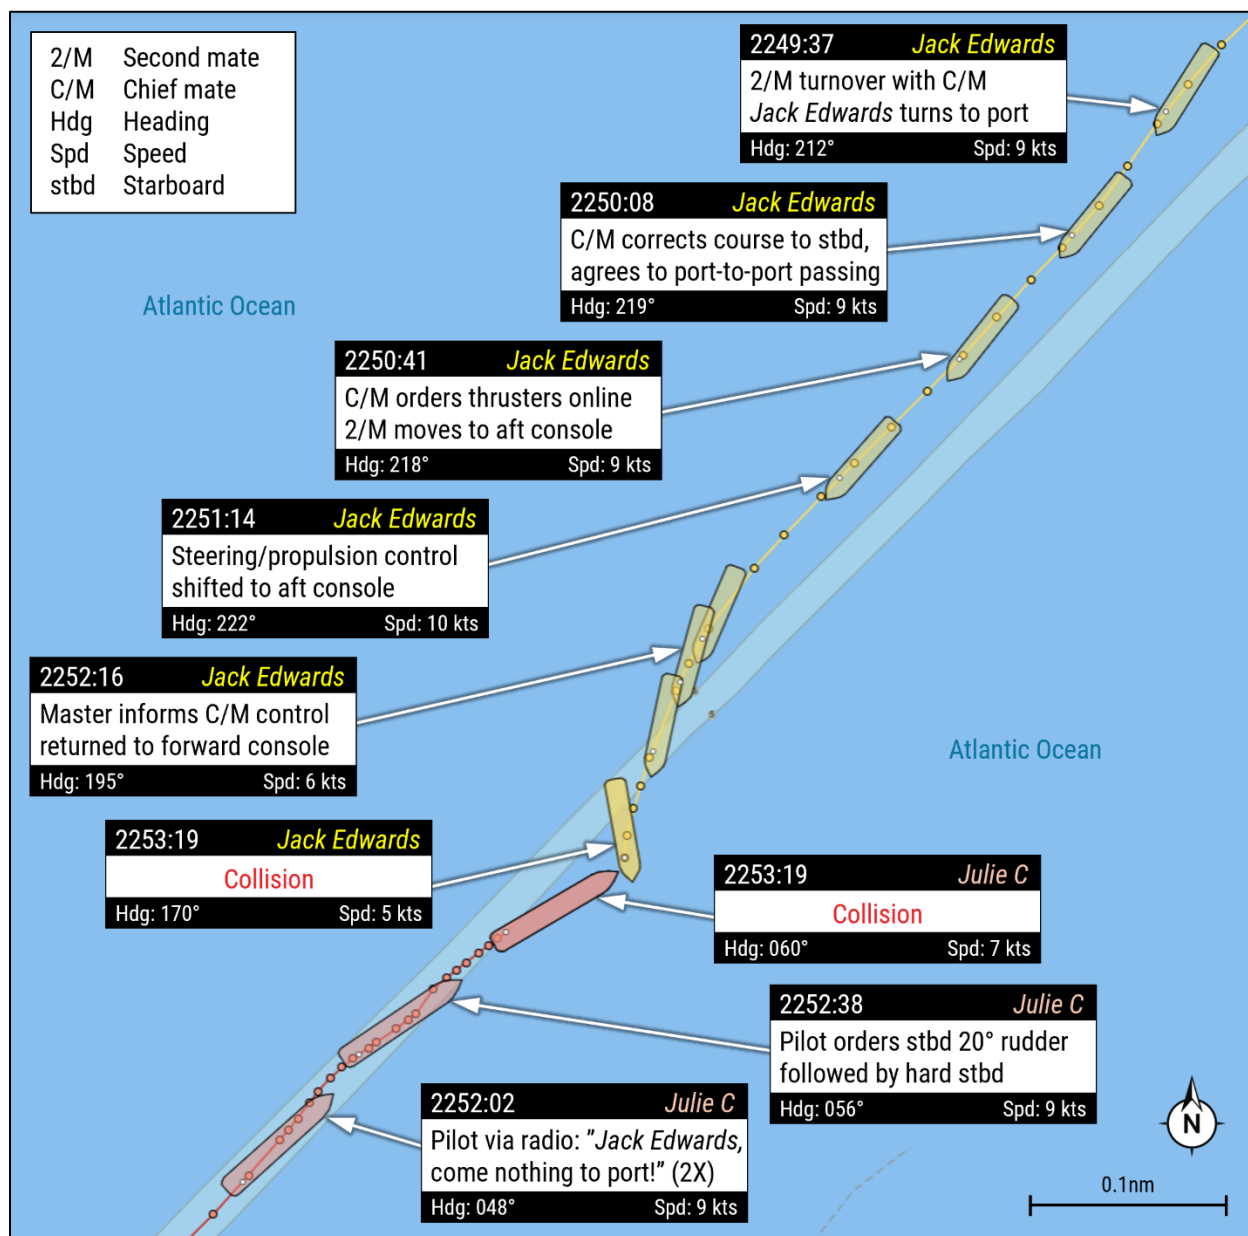 2/M Second mate
C/M Chief mate
Hdg Heading
Spd Speed
stbd Starboard
2249:37 Jack Edwards
2/M turnover with C/M
Jack Edwards turns to port
Hdg: 212° Spd: 9 kts
2250:08 Jack Edwards
C/M corrects course to stbd,
agrees to port-to-port passing
Hdg: 219° Spd: 9 kts
Atlantic Ocean
2250:41 Jack Edwards
C/M orders thrusters online
2/M moves to aft console
Hdg: 218° Spd: 9 kts
2251:14 Jack Edwards
Steering/propulsion control
shifted to aft console
Hdg: 222° Spd: 10 kts
2252:16 Jack Edwards
Master informs C/M control
returned to forward console
Hdg: 195° Spd: 6 kts
Atlantic Ocean
2253:19 Jack Edwards
Collision
Hdg: 170° Spd: 5 kts
2253:19 Julie C
Collision
Hdg: 060° Spd: 7 kts
2252:38 Julie C
Pilot orders stbd 20° rudder
followed by hard stbd
Hdg: 056° Spd: 9 kts
2252:02 Julie C
Pilot via radio: ”Jack Edwards,
come nothing to port!” (2X)
Hdg: 048° Spd: 9 kts
N
0.1nm